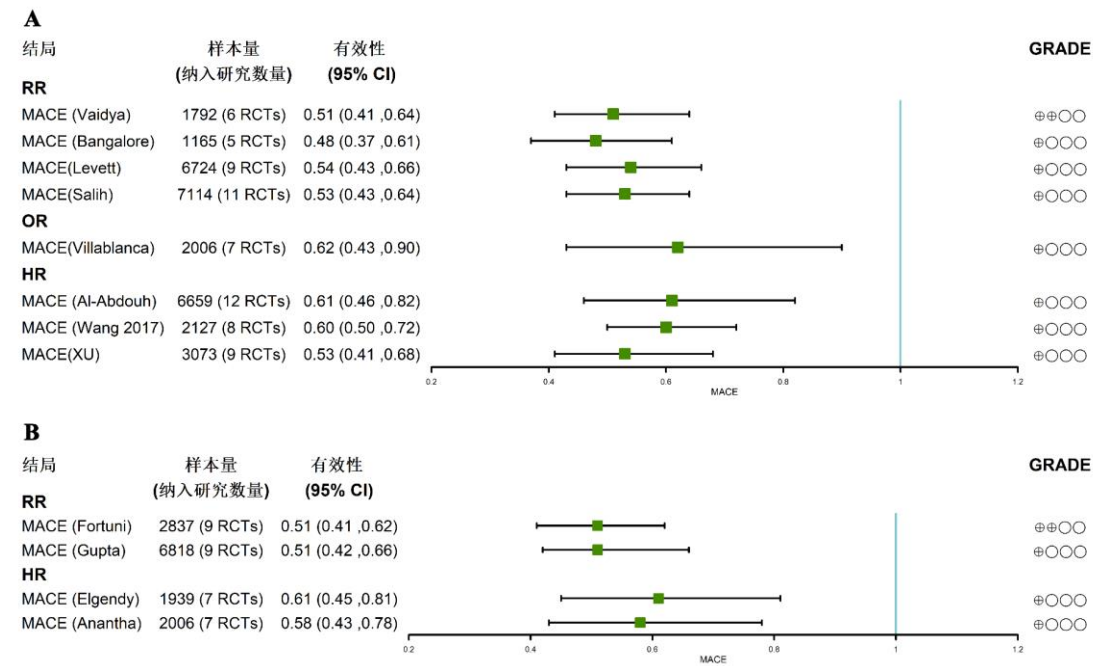 A
结局 样本量 有效性 GRADE
(纳入研究数量) (95% CI)
RR
MACE (Vaidya) 1792 (6 RCTs) 0.51 (0.41 ,0.64) ⊕⊕○○
MACE (Bangalore) 1165 (5 RCTs) 0.48 (0.37 ,0.61) ⊕○○○
MACE(Levett) 6724 (9 RCTs) 0.54 (0.43 ,0.66) ⊕○○○
MACE(Salih) 7114 (11 RCTs) 0.53 (0.43 ,0.64) ⊕○○○
OR
MACE(Villablanca) 2006 (7 RCTs) 0.62 (0.43 ,0.90) ⊕○○○
HR
MACE (Al-Abdouh) 6659 (12 RCTs) 0.61 (0.46 ,0.82) ⊕○○○
MACE (Wang 2017) 2127 (8 RCTs) 0.60 (0.50 ,0.72) ⊕○○○
MACE(XU) 3073 (9 RCTs) 0.53 (0.41 ,0.68) ⊕○○○
0.2 0.4 0.6 0.8 1 1.2
MACE
B
结局 样本量 有效性 GRADE
(纳入研究数量) (95% CI)
RR
MACE (Fortuni) 2837 (9 RCTs) 0.51 (0.41 ,0.62) ⊕⊕○○
MACE (Gupta) 6818 (9 RCTs) 0.51 (0.42 ,0.66) ⊕○○○
HR
MACE (Elgendy) 1939 (7 RCTs) 0.61 (0.45 ,0.81) ⊕○○○
MACE (Anantha) 2006 (7 RCTs) 0.58 (0.43 ,0.78) ⊕○○○
0.2 0.4 0.6 0.8 1 1.2
MACE